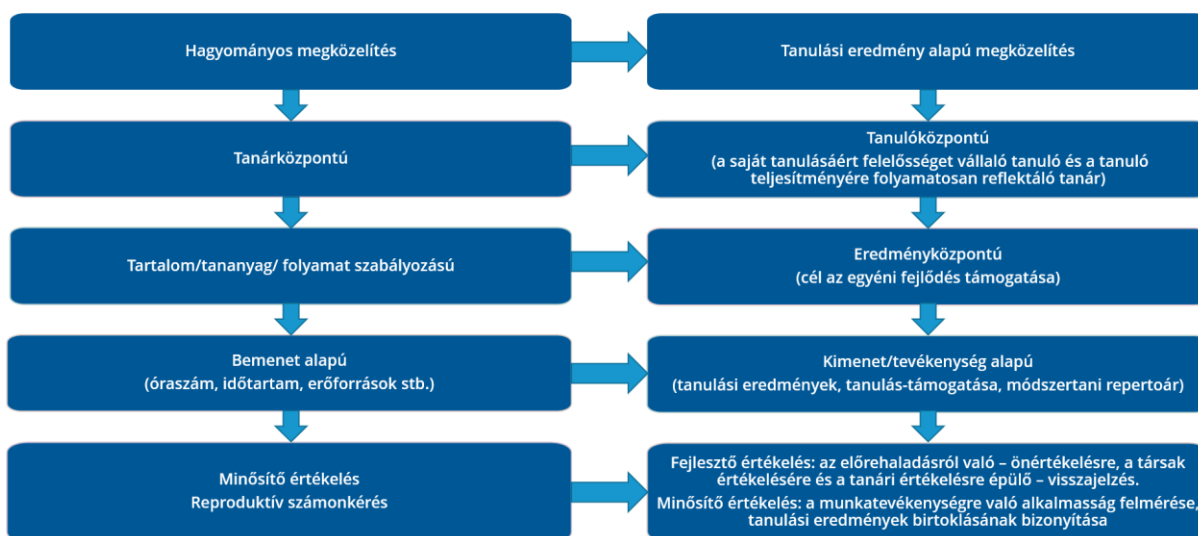 Hagyományos megközelítés
Tanulási eredmény alapú megközelítés
Tanárközpontú
Tanulóközpontú
(a saját tanulásáért felelősséget vállaló tanuló és a tanuló
teljesítményére folyamatosan reflektáló tanár)
Tartalom/tananyag/ folyamat szabályozású
Eredményközpontú
(cél az egyéni fejlődés támogatása)
Bemenet alapú
(óraszám, időtartam, erőforrások stb.)
Kimenet/tevékenység alapú
(tanulási eredmények, tanulás-támogatása, módszertani repertoár)
Minősítő értékelés
Reproduktív számonkérés
Fejlesztő értékelés: az előrehaladásról való – önértékelésre, a társak
értékelésére és a tanári értékelésre épülő – visszajelzés.
Minősítő értékelés: a munkatevékenységre való alkalmasság felmérése,
tanulási eredmények birtoklásának bizonyítása